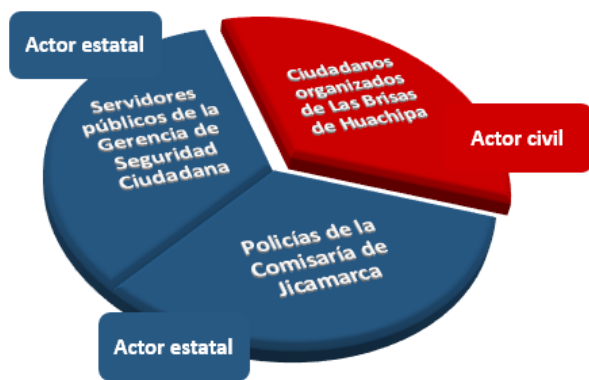 Actor estatal
Servidores
públicos de la
Gerencia de
Seguridad
Ciudadana
Ciudadanos
organizados
de Las Brisas
de Huachipa
Actor civil
Policías de la
Comisaría de
Jicamarca
Actor estatal